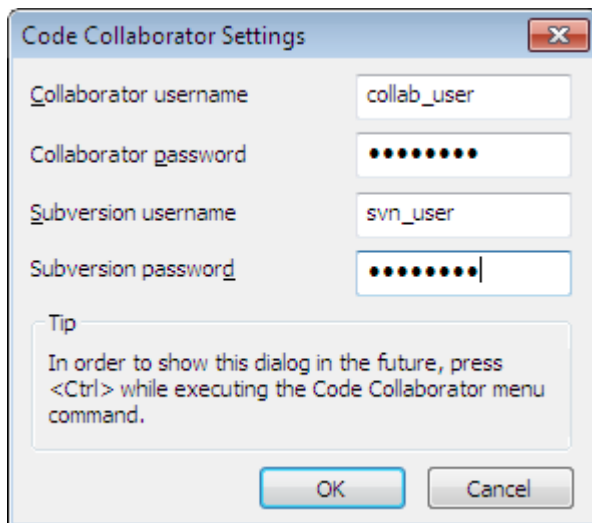 Code Collaborator Settings
Collaborator username collab_user
Collaborator password ●●●●●●●●
Subversion username svn_user
Subversion password ●●●●●●●●
Tip
In order to show this dialog in the future, press
<Ctrl> while executing the Code Collaborator menu
command.
OK Cancel